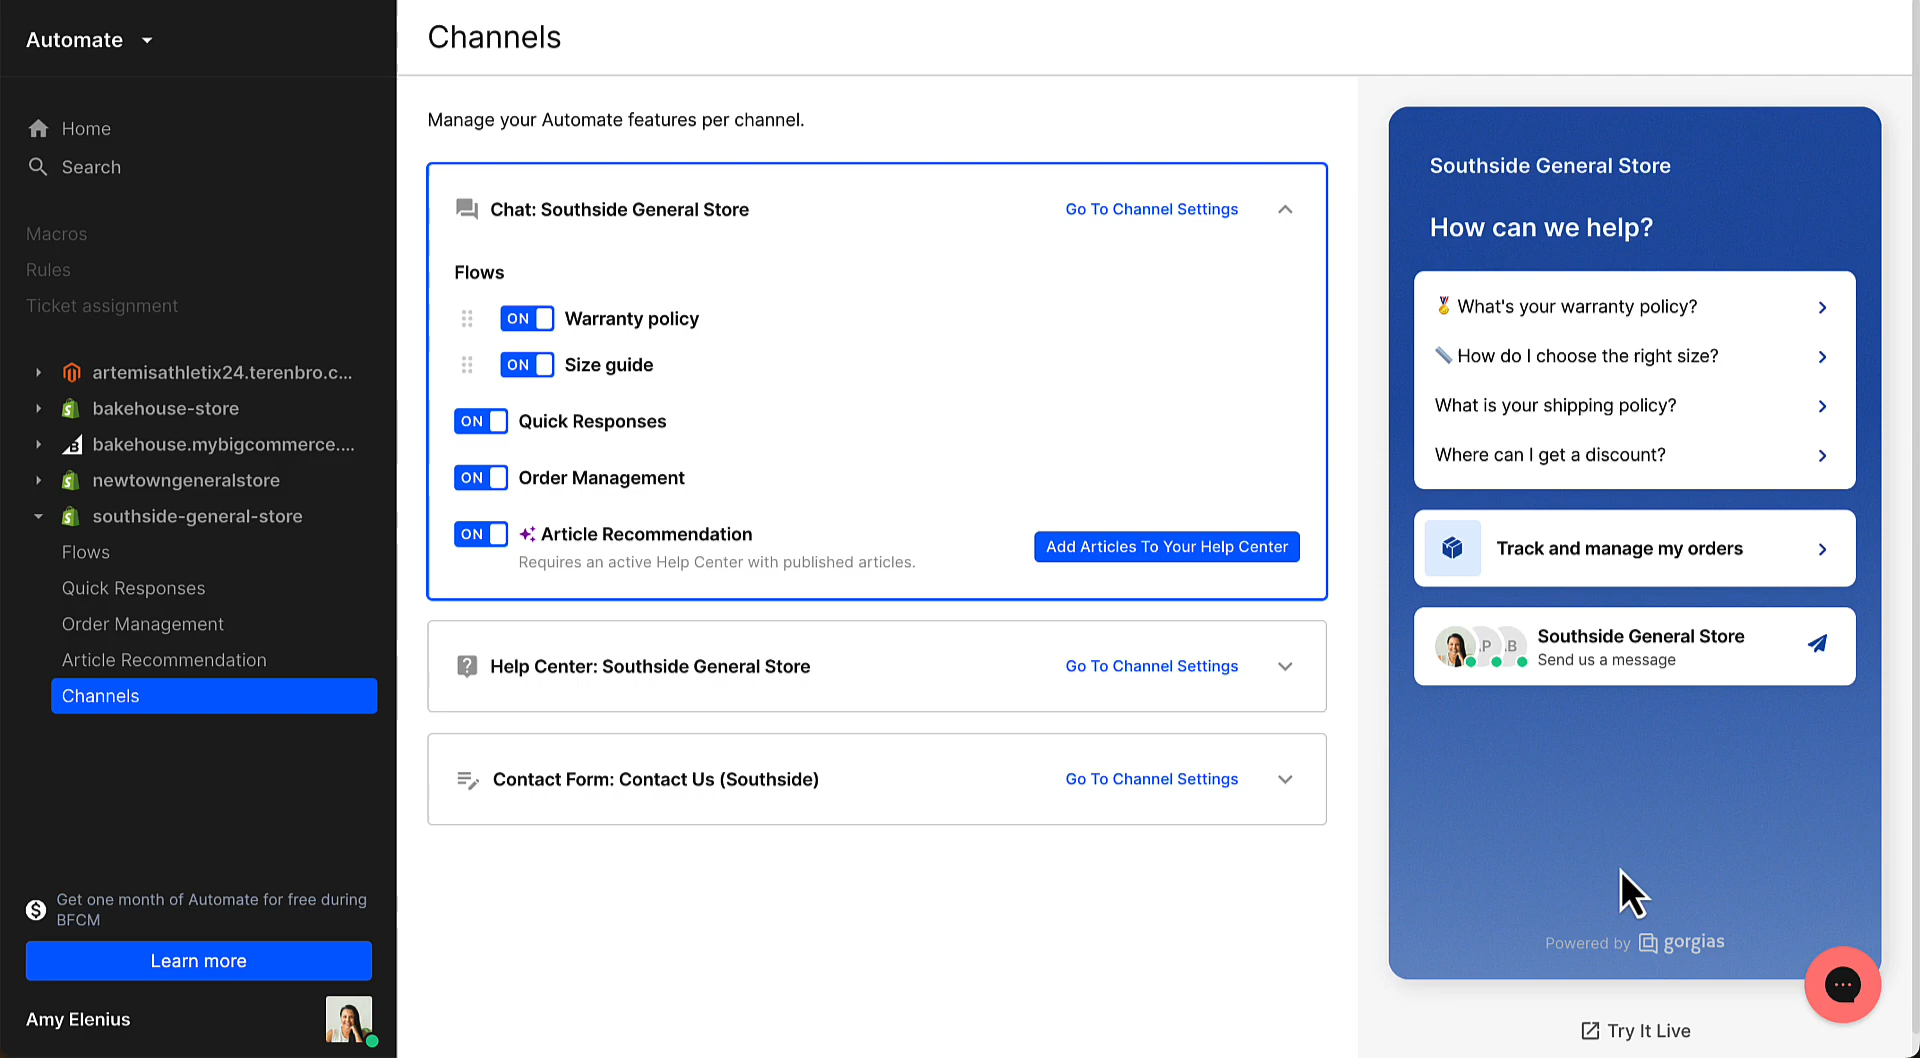 Automate
Home
Search
Macros
Rules
Ticket assignment
artemisathletix24.terenbro.c...
bakehouse-store
bakehouse.mybigcommerce....
newtowngeneralstore
southside-general-store
Flows
Quick Responses
Order Management
Article Recommendation
Channels
Get one month of Automate for free during
BFCM
Learn more
Amy Elenius
Channels
Manage your Automate features per channel.
Chat: Southside General Store
Go To Channel Settings
Flows
ON Warranty policy
ON Size guide
ON Quick Responses
ON Order Management
ON Article Recommendation
Requires an active Help Center with published articles.
Add Articles To Your Help Center
Help Center: Southside General Store
Go To Channel Settings
Contact Form: Contact Us (Southside)
Go To Channel Settings
Southside General Store
How can we help?
What's your warranty policy?
How do I choose the right size?
What is your shipping policy?
Where can I get a discount?
Track and manage my orders
P B
Southside General Store
Send us a message
Powered by gorgias
Try It Live